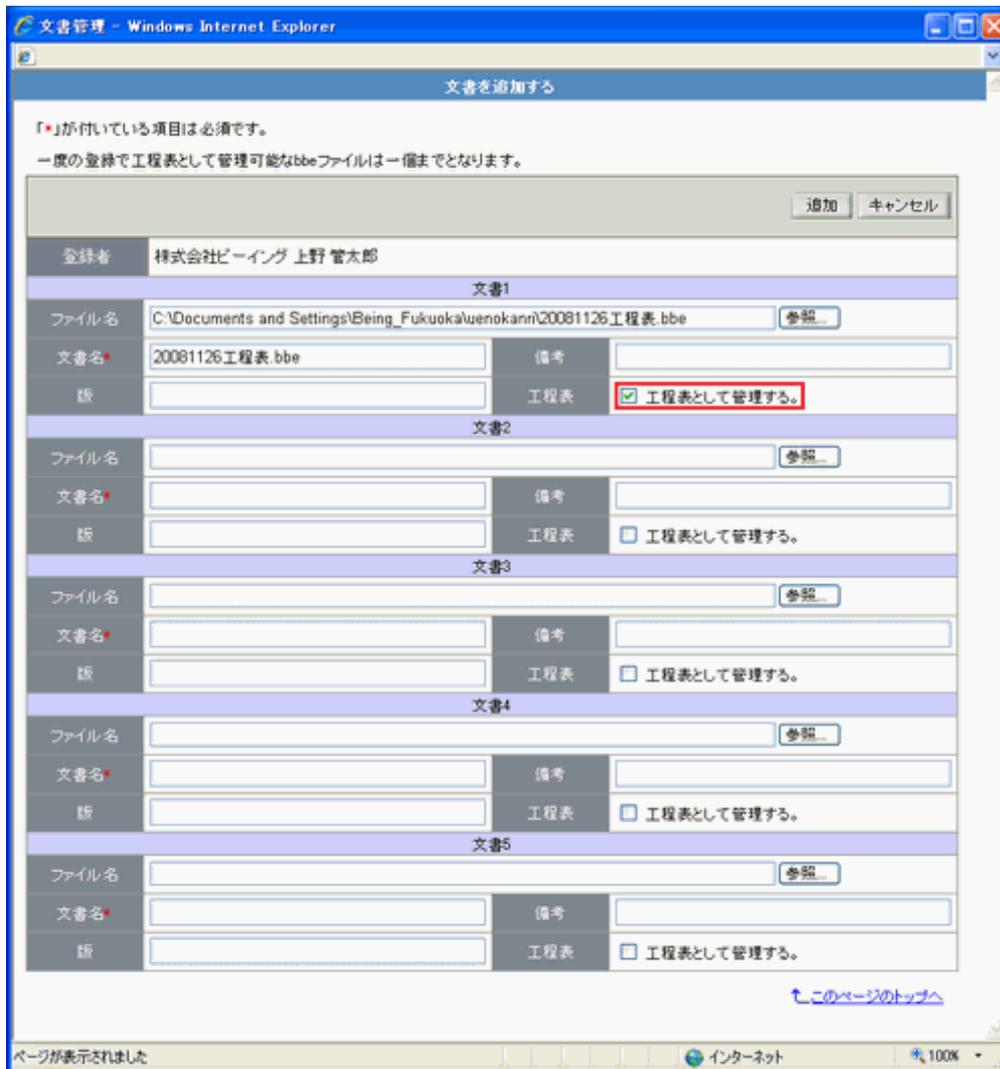 文書管理 - Windows Internet Explorer
文書を追加する
「*」が付いている項目は必須です。
一度の登録で工程表として管理可能なbbeファイルは一個までとなります。
追加 キャンセル
登録者 株式会社ビーイング 上野 管太郎
文書1
ファイル名 C:\Documents and Settings\Being_Fukuoka\uenokanri\20081126工程表.bbe 参照...
文書名* 20081126工程表.bbe 備考
版 工程表 工程表として管理する。
文書2
ファイル名 参照...
文書名* 備考
版 工程表 工程表として管理する。
文書3
ファイル名 参照...
文書名* 備考
版 工程表 工程表として管理する。
文書4
ファイル名 参照...
文書名* 備考
版 工程表 工程表として管理する。
文書5
ファイル名 参照...
文書名* 備考
版 工程表 工程表として管理する。
このページのトップへ
ページが表示されました インターネット 100%